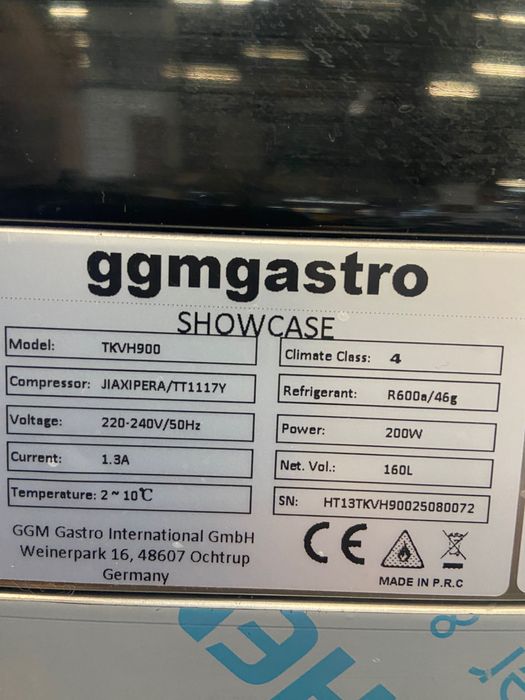 ggmgastro
SHOWCASE
Model: TKVH900
Climate Class: 4
Compressor: JIAXIPERA/TT1117Y
Refrigerant: R600a/46g
Voltage: 220-240V/50Hz
Power: 200W
Current: 1.3A
Net. Vol.: 160L
Temperature: 2 ~ 10℃
SN: HT13TKVH90025080072
GGM Gastro International GmbH
Weinerpark 16, 48607 Ochtrup
Germany
CE
MADE IN P.R.C